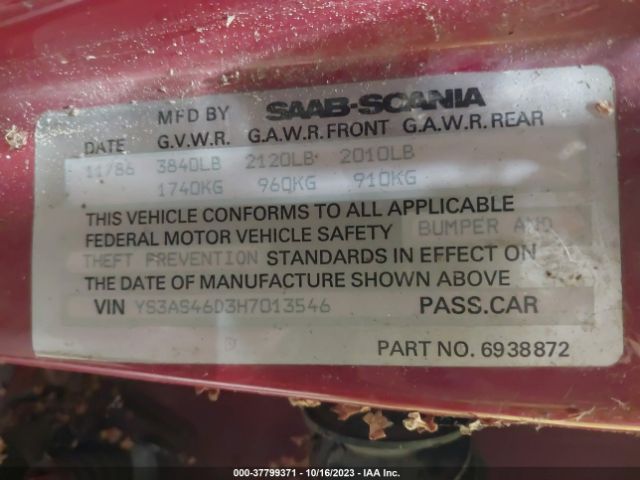 MFD BY SAAB-SCANIA
DATE G.V.W.R. G.A.W.R. FRONT G.A.W.R. REAR
11/86 3840LB 2120LB 2010LB
1740KG 960KG 910KG
THIS VEHICLE CONFORMS TO ALL APPLICABLE
FEDERAL MOTOR VEHICLE SAFETY BUMPER AND
THEFT PREVENTION STANDARDS IN EFFECT ON
THE DATE OF MANUFACTURE SHOWN ABOVE
VIN YS3AS46D3H7013546 PASS.CAR
PART NO. 6938872
000-37799371 - 10/16/2023 - IAA Inc.